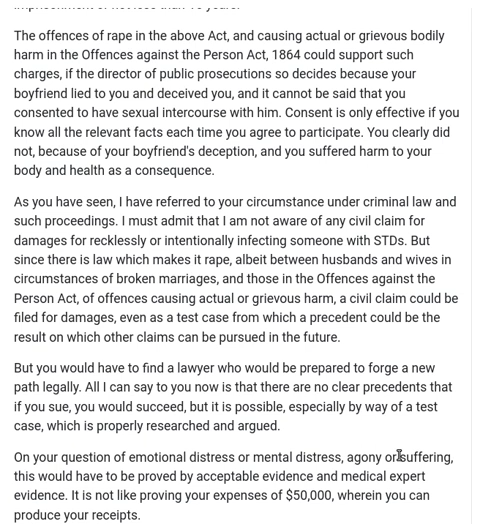 The offences of rape in the above Act, and causing actual or grievous bodily
harm in the Offences against the Person Act, 1864 could support such
charges, if the director of public prosecutions so decides because your
boyfriend lied to you and deceived you, and it cannot be said that you
consented to have sexual intercourse with him. Consent is only effective if you
know all the relevant facts each time you agree to participate. You clearly did
not, because of your boyfriend's deception, and you suffered harm to your
body and health as a consequence.
As you have seen, I have referred to your circumstance under criminal law and
such proceedings. I must admit that I am not aware of any civil claim for
damages for recklessly or intentionally infecting someone with STDs. But
since there is law which makes it rape, albeit between husbands and wives in
circumstances of broken marriages, and those in the Offences against the
Person Act, of offences causing actual or grievous harm, a civil claim could be
filed for damages, even as a test case from which a precedent could be the
result on which other claims can be pursued in the future.
But you would have to find a lawyer who would be prepared to forge a new
path legally. All I can say to you now is that there are no clear precedents that
if you sue, you would succeed, but it is possible, especially by way of a test
case, which is properly researched and argued.
On your question of emotional distress or mental distress, agony or suffering,
this would have to be proved by acceptable evidence and medical expert
evidence. It is not like proving your expenses of $50,000, wherein you can
produce your receipts.